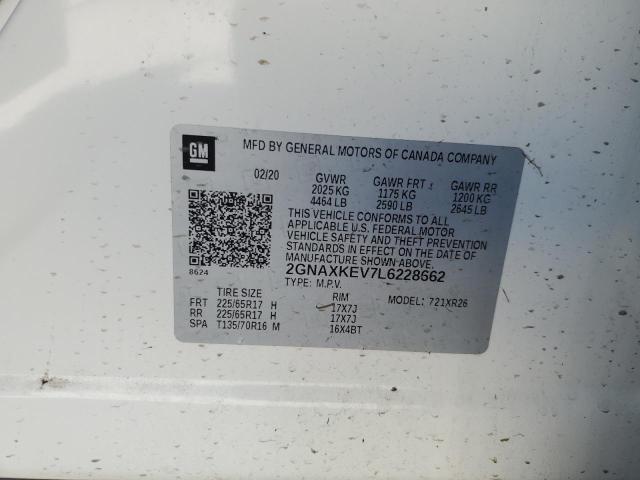 GM
MFD BY GENERAL MOTORS OF CANADA COMPANY
02/20 GVWR GAWR FRT GAWR RR
2025 KG 1175 KG 1200 KG
4464 LB 2590 LB 2645 LB
THIS VEHICLE CONFORMS TO ALL
APPLICABLE U.S. FEDERAL MOTOR
VEHICLE SAFETY AND THEFT PREVENTION
STANDARDS IN EFFECT ON THE DATE OF
MANUFACTURE SHOWN ABOVE.
8624
2GNAXKEV7L6228662
TYPE: M.P.V.
TIRE SIZE RIM MODEL: 721XR26
FRT 225/65R17 H 17X7J
RR 225/65R17 H 17X7J
SPA T135/70R16 M 16X4BT